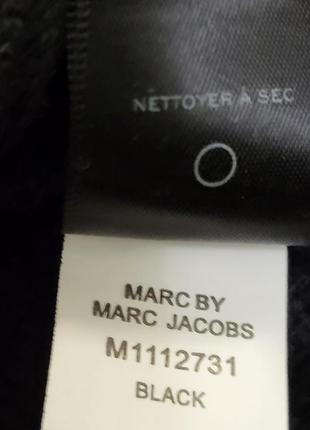 NETTOYER À SEC
MARC BY
MARC JACOBS
M1112731
BLACK